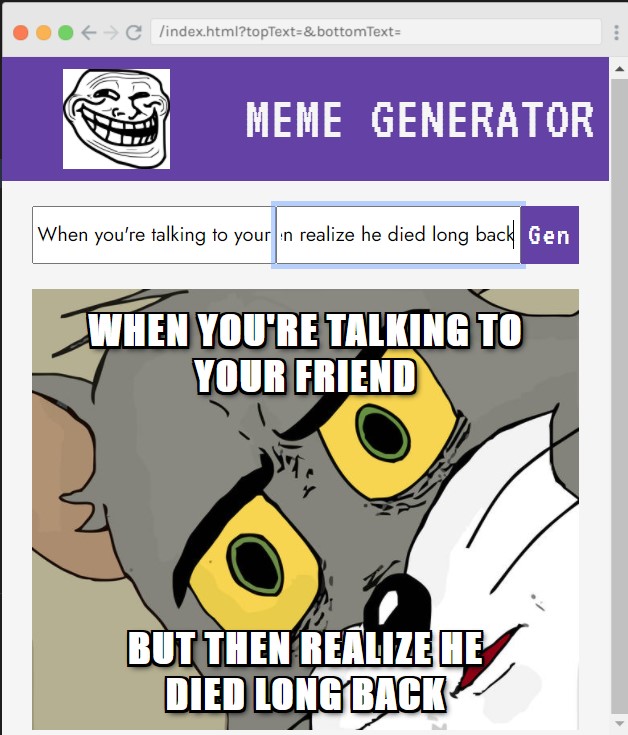 /index.html?topText=&bottomText=
MEME GENERATOR
When you're talking to your
en realize he died long back
Gen
WHEN YOU'RE TALKING TO
YOUR FRIEND
BUT THEN REALIZE HE
DIED LONG BACK